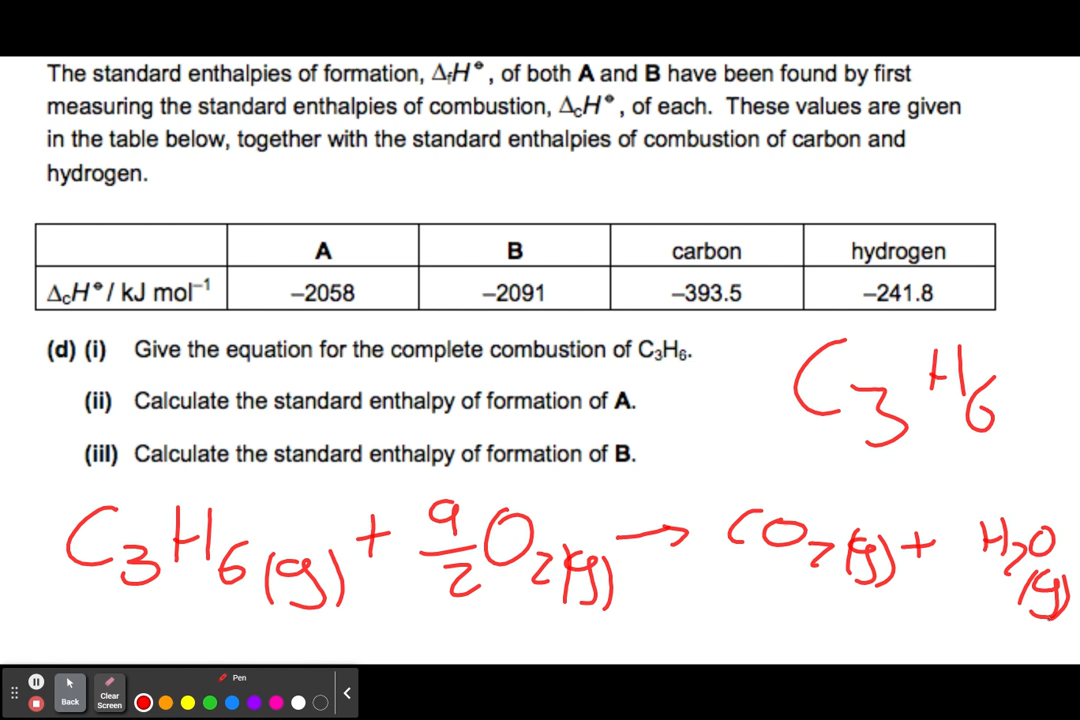 The standard enthalpies of formation, ΔfH°, of both A and B have been found by first
measuring the standard enthalpies of combustion, ΔcH°, of each. These values are given
in the table below, together with the standard enthalpies of combustion of carbon and
hydrogen.
A B carbon hydrogen
ΔcH° / kJ mol⁻¹ –2058 –2091 –393.5 –241.8
(d) (i) Give the equation for the complete combustion of C₃H₆.
(ii) Calculate the standard enthalpy of formation of A.
(iil) Calculate the standard enthalpy of formation of B.
C₃H₆
C₃H₆(g) + 9/2 O₂(g) → CO₂(g) + H₂O(g)
Pen
Back
Clear
Screen